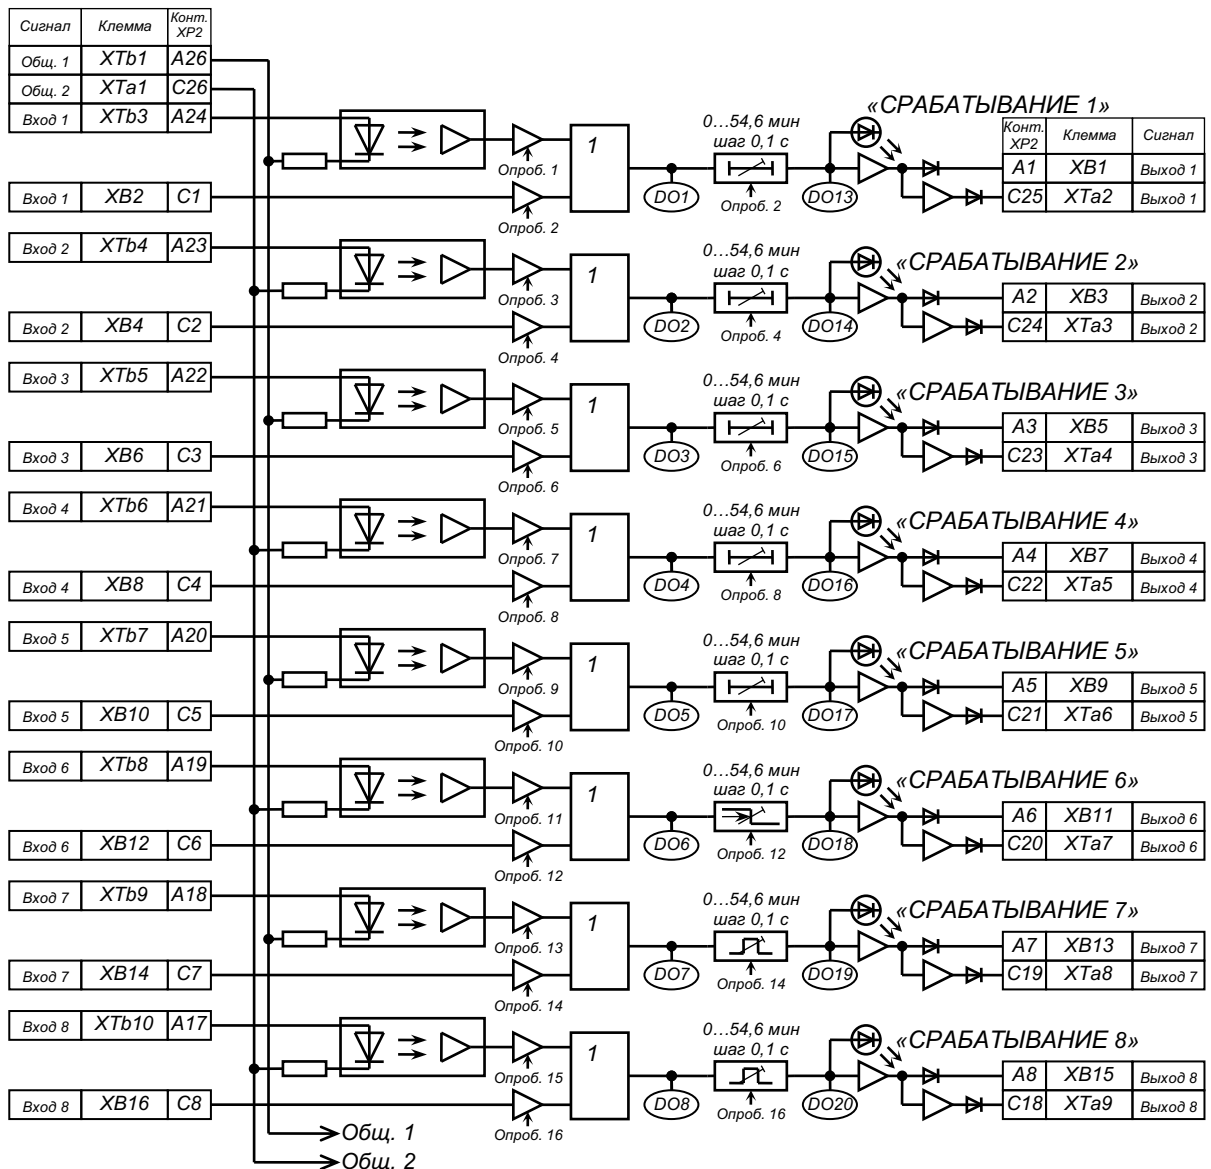 Сигнал Клемма Конт. XP2
Общ. 1 XTb1 A26
Общ. 2 XTa1 C26
Вход 1 XTb3 A24
Опроб. 1
Вход 1 XB2 C1
Опроб. 2
1
DO1
0...54,6 мин
шаг 0,1 с
Опроб. 2
DO13
«СРАБАТЫВАНИЕ 1»
Конт. XP2 Клемма Сигнал
A1 XB1 Выход 1
C25 XTa2 Выход 1
Вход 2 XTb4 A23
Опроб. 3
Вход 2 XB4 C2
Опроб. 4
1
DO2
0...54,6 мин
шаг 0,1 с
Опроб. 4
DO14
«СРАБАТЫВАНИЕ 2»
A2 XB3 Выход 2
C24 XTa3 Выход 2
Вход 3 XTb5 A22
Опроб. 5
Вход 3 XB6 C3
Опроб. 6
1
DO3
0...54,6 мин
шаг 0,1 с
Опроб. 6
DO15
«СРАБАТЫВАНИЕ 3»
A3 XB5 Выход 3
C23 XTa4 Выход 3
Вход 4 XTb6 A21
Опроб. 7
Вход 4 XB8 C4
Опроб. 8
1
DO4
0...54,6 мин
шаг 0,1 с
Опроб. 8
DO16
«СРАБАТЫВАНИЕ 4»
A4 XB7 Выход 4
C22 XTa5 Выход 4
Вход 5 XTb7 A20
Опроб. 9
Вход 5 XB10 C5
Опроб. 10
1
DO5
0...54,6 мин
шаг 0,1 с
Опроб. 10
DO17
«СРАБАТЫВАНИЕ 5»
A5 XB9 Выход 5
C21 XTa6 Выход 5
Вход 6 XTb8 A19
Опроб. 11
Вход 6 XB12 C6
Опроб. 12
1
DO6
0...54,6 мин
шаг 0,1 с
Опроб. 12
DO18
«СРАБАТЫВАНИЕ 6»
A6 XB11 Выход 6
C20 XTa7 Выход 6
Вход 7 XTb9 A18
Опроб. 13
Вход 7 XB14 C7
Опроб. 14
1
DO7
0...54,6 мин
шаг 0,1 с
Опроб. 14
DO19
«СРАБАТЫВАНИЕ 7»
A7 XB13 Выход 7
C19 XTa8 Выход 7
Вход 8 XTb10 A17
Опроб. 15
Вход 8 XB16 C8
Опроб. 16
1
DO8
0...54,6 мин
шаг 0,1 с
Опроб. 16
DO20
«СРАБАТЫВАНИЕ 8»
A8 XB15 Выход 8
C18 XTa9 Выход 8
Общ. 1
Общ. 2